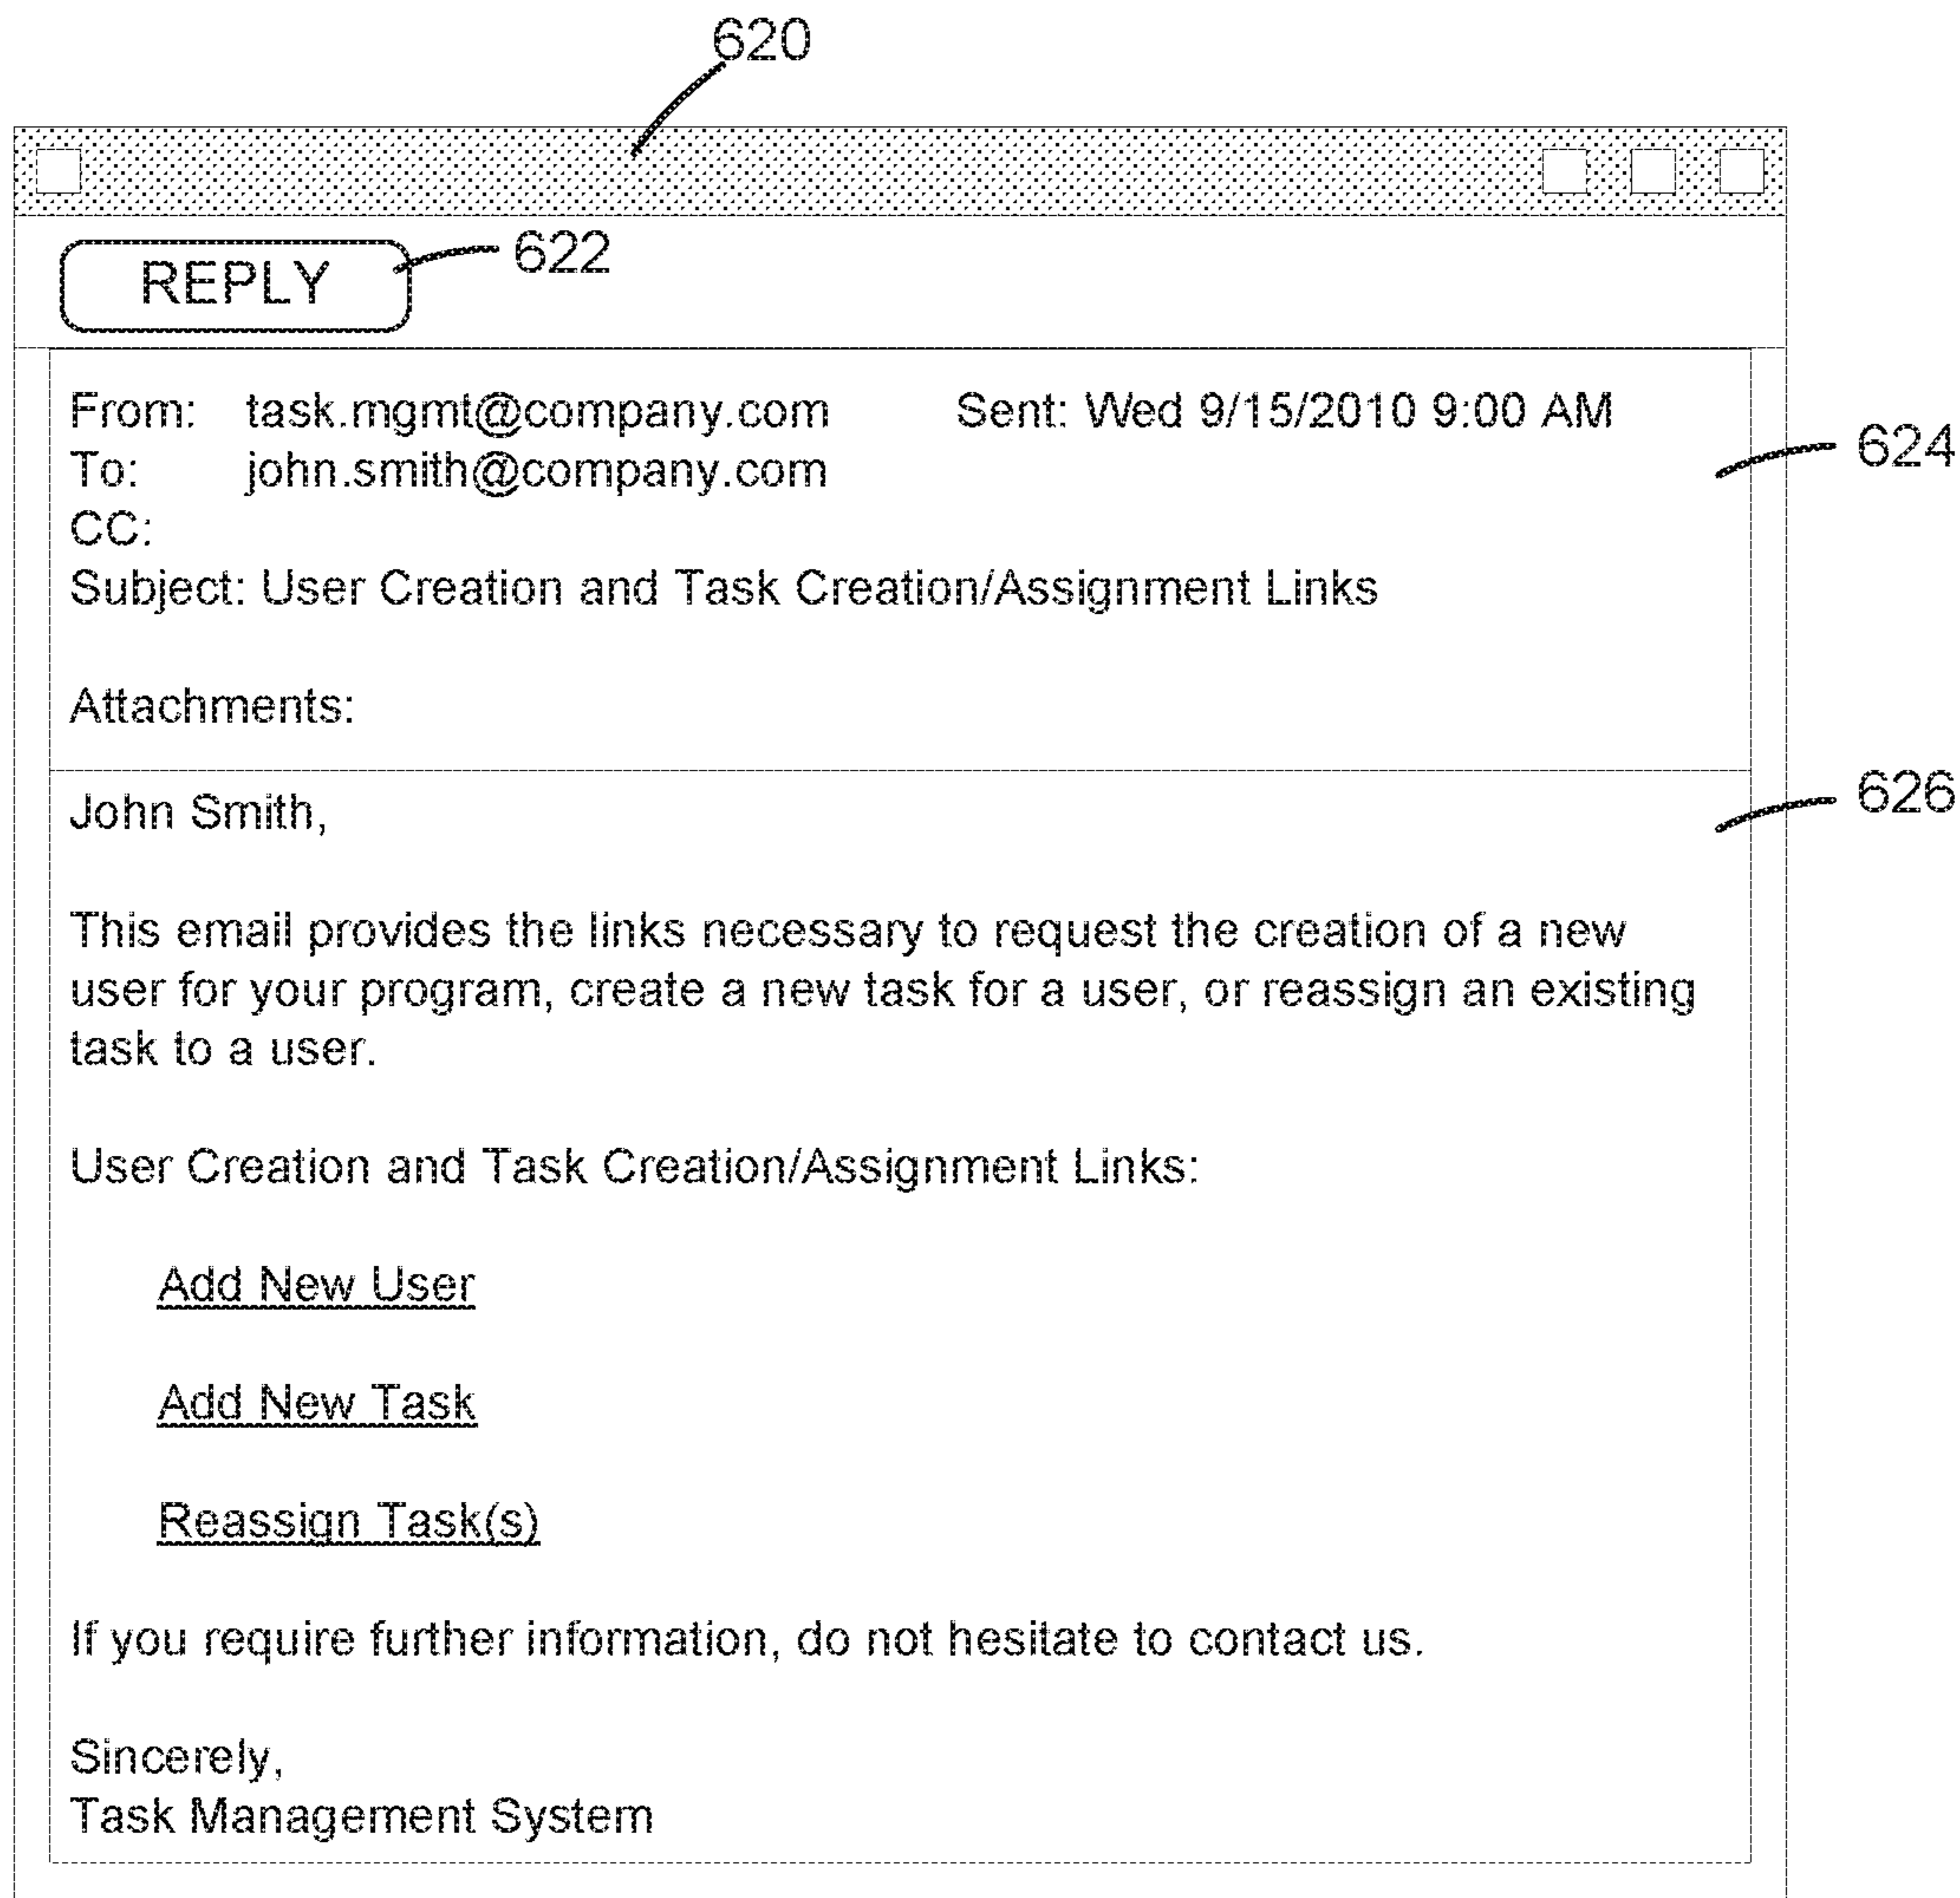 620
REPLY 622
From: task.mgmt@company.com Sent: Wed 9/15/2010 9:00 AM
624
To: john.smith@company.com
CC:
Subject: User Creation and Task Creation/Assignment Links
Attachments:
626
John Smith,
This email provides the links necessary to request the creation of a new
user for your program, create a new task for a user, or reassign an existing
task to a user.
User Creation and Task Creation/Assignment Links:
Add New User
Add New Task
Reassign Task(s)
If you require further information, do not hesitate to contact us.
Sincerely,
Task Management System